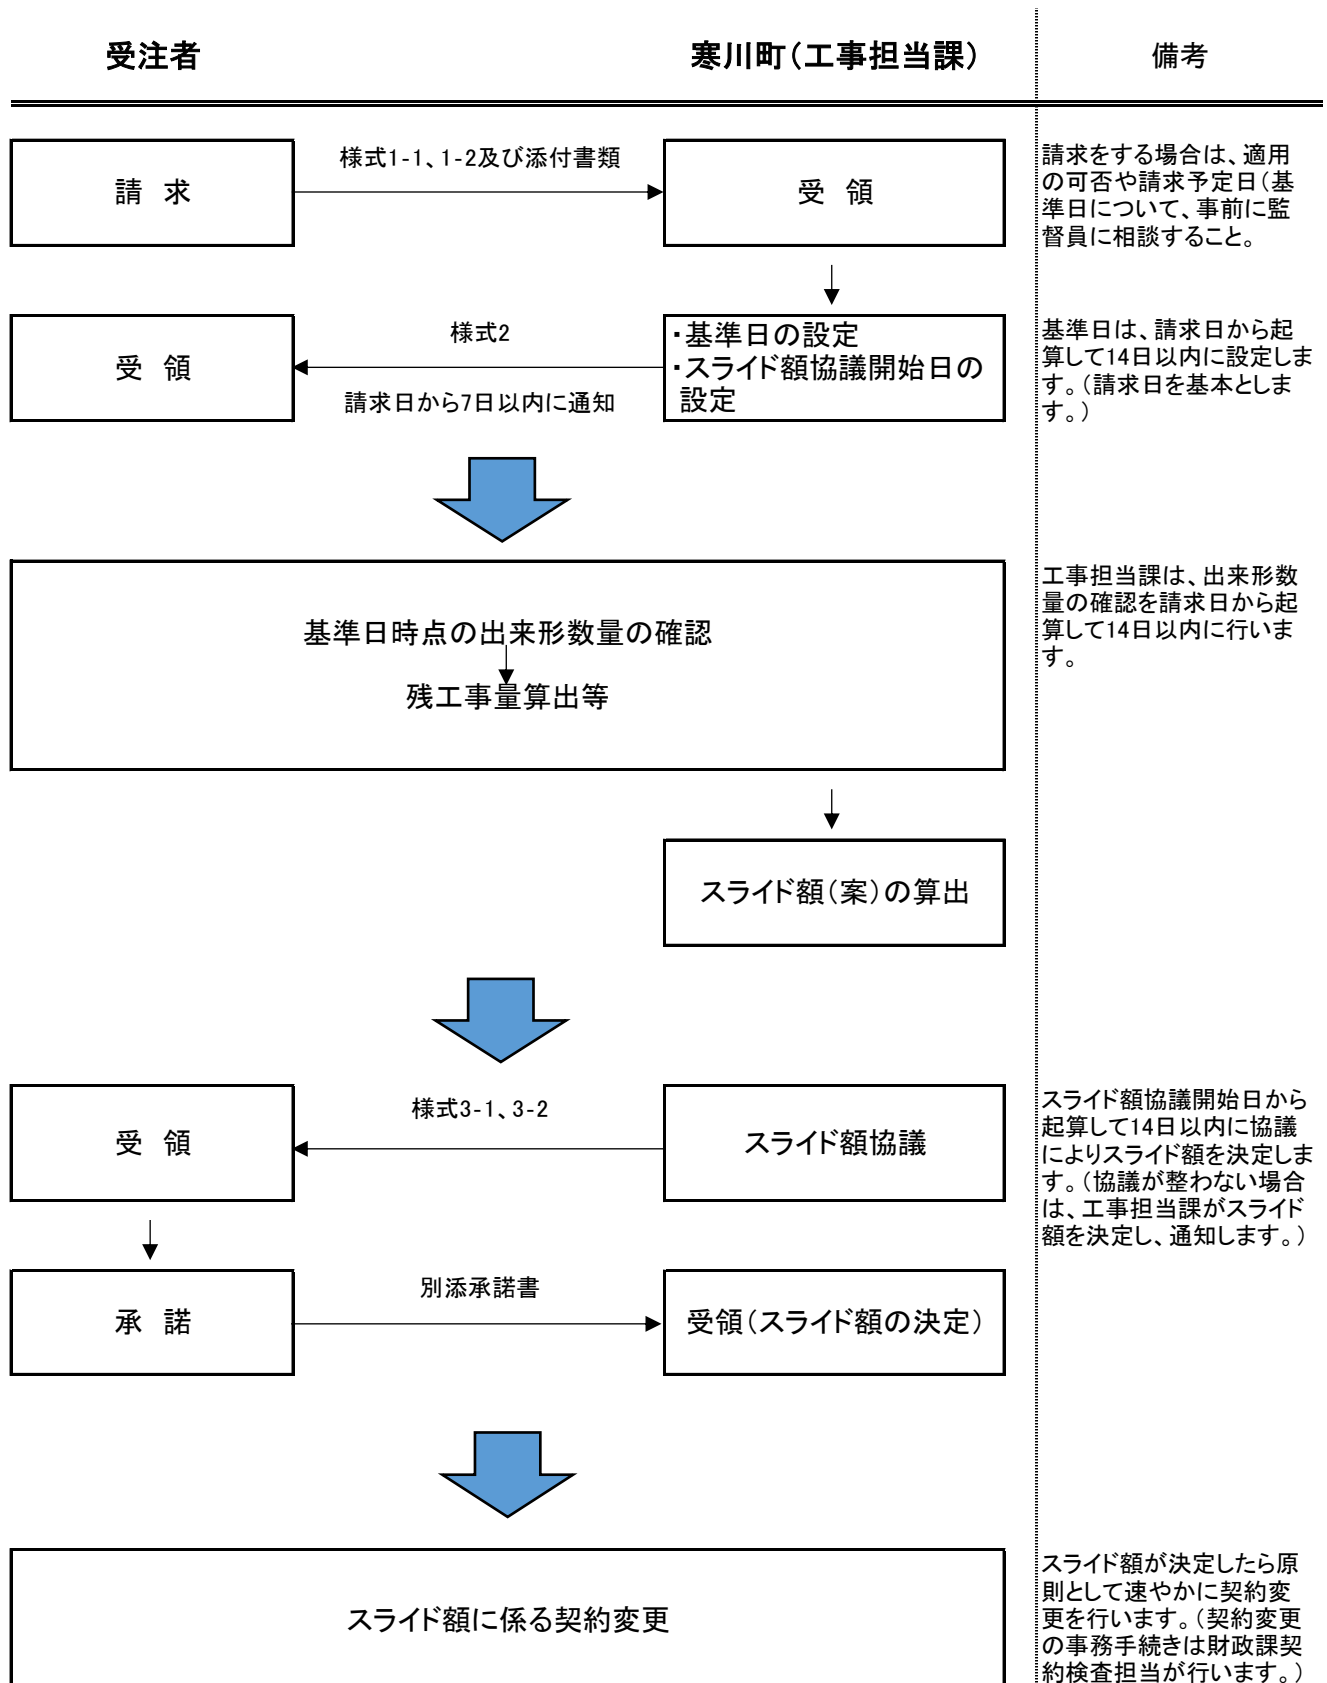 受注者
寒川町（工事担当課）
備考
請　求
様式1-1、1-2及び添付書類
受　領
請求をする場合は、適用
の可否や請求予定日（基
準日について、事前に監
督員に相談すること。
受　領
様式2
請求日から7日以内に通知
・基準日の設定
・スライド額協議開始日の
設定
基準日は、請求日から起
算して14日以内に設定しま
す。（請求日を基本としま
す。）
基準日時点の出来形数量の確認
残工事量算出等
工事担当課は、出来形数
量の確認を請求日から起
算して14日以内に行いま
す。
スライド額（案）の算出
受　領
様式3-1、3-2
スライド額協議
スライド額協議開始日から
起算して14日以内に協議
によりスライド額を決定しま
す。（協議が整わない場合
は、工事担当課がスライド
額を決定し、通知します。）
承　諾
別添承諾書
受領（スライド額の決定）
スライド額に係る契約変更
スライド額が決定したら原
則として速やかに契約変
更を行います。（契約変更
の事務手続きは財政課契
約検査担当が行います。）